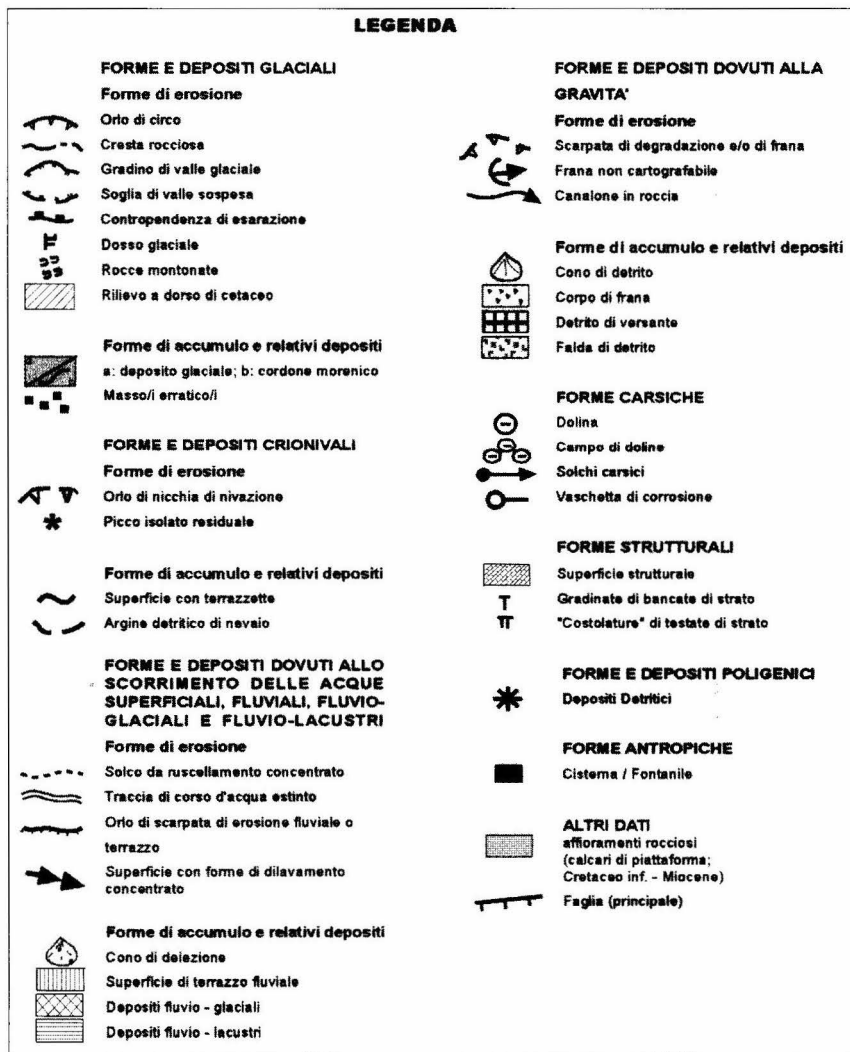 LEGENDA
FORME E DEPOSITI GLACIALI
Forme di erosione
Orlo di circo
Cresta rocciosa
Gradino di valle glaciale
Soglia di valle sospesa
Contropendenza di esarazione
Dosso glaciale
Rocce montonate
Rilievo a dorso di cetaceo
Forme di accumulo e relativi depositi
a: deposito glaciale; b: cordone morenico
Masso/i erratico/i
FORME E DEPOSITI CRIONIVALI
Forme di erosione
Orlo di nicchia di nivazione
Picco isolato residuale
Forme di accumulo e relativi depositi
Superficie con terrazzette
Argine detritico di nevaio
FORME E DEPOSITI DOVUTI ALLO
SCORRIMENTO DELLE ACQUE
SUPERFICIALI, FLUVIALI, FLUVIO-
GLACIALI E FLUVIO-LACUSTRI
Forme di erosione
Solco da ruscellamento concentrato
Traccia di corso d'acqua estinto
Orlo di scarpata di erosione fluviale o
terrazzo
Superficie con forme di dilavamento
concentrato
Forme di accumulo e relativi depositi
Cono di deiezione
Superficie di terrazzo fluviale
Depositi fluvio - glaciali
Depositi fluvio - lacustri
FORME E DEPOSITI DOVUTI ALLA
GRAVITA'
Forme di erosione
Scarpata di degradazione e/o di frana
Frana non cartografabile
Canalone in roccia
Forme di accumulo e relativi depositi
Cono di detrito
Corpo di frana
Detrito di versante
Falda di detrito
FORME CARSICHE
Dolina
Campo di doline
Solchi carsici
Vaschetta di corrosione
FORME STRUTTURALI
Superficie strutturale
Gradinate di bancate di strato
"Costolature" di testate di strato
FORME E DEPOSITI POLIGENICI
Depositi Detritici
FORME ANTROPICHE
Cisterna / Fontanile
ALTRI DATI
affioramenti rocciosi
(calcari di piattaforma;
Cretaceo inf. - Miocene)
Faglia (principale)